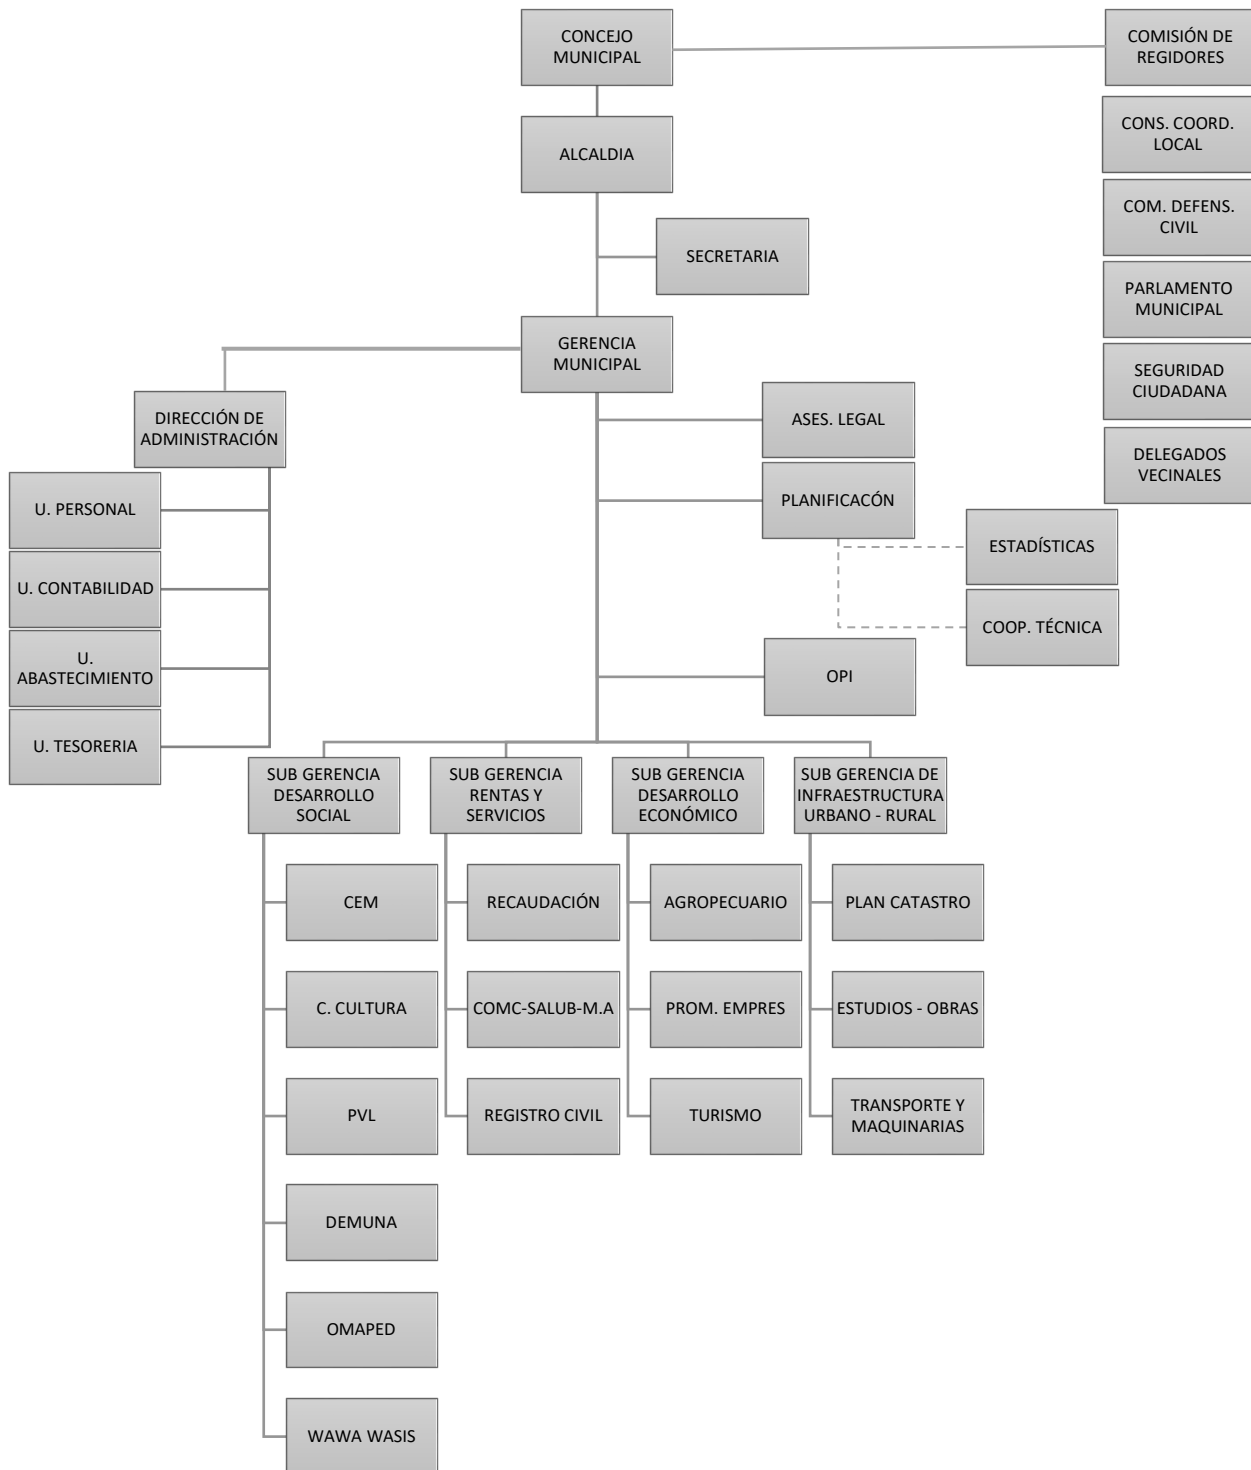 CONCEJO
MUNICIPAL
COMISIÓN DE
REGIDORES
CONS. COORD.
LOCAL
ALCALDIA
COM. DEFENS.
CIVIL
SECRETARIA
PARLAMENTO
MUNICIPAL
GERENCIA
MUNICIPAL
SEGURIDAD
CIUDADANA
DIRECCIÓN DE
ADMINISTRACIÓN
ASES. LEGAL
DELEGADOS
VECINALES
U. PERSONAL
PLANIFICACÓN
ESTADÍSTICAS
U. CONTABILIDAD
COOP. TÉCNICA
U.
ABASTECIMIENTO
OPI
U. TESORERIA
SUB GERENCIA
DESARROLLO
SOCIAL
SUB GERENCIA
RENTAS Y
SERVICIOS
SUB GERENCIA
DESARROLLO
ECONÓMICO
SUB GERENCIA DE
INFRAESTRUCTURA
URBANO - RURAL
CEM
RECAUDACIÓN
AGROPECUARIO
PLAN CATASTRO
C. CULTURA
COMC-SALUB-M.A
PROM. EMPRES
ESTUDIOS - OBRAS
PVL
REGISTRO CIVIL
TURISMO
TRANSPORTE Y
MAQUINARIAS
DEMUNA
OMAPED
WAWA WASIS